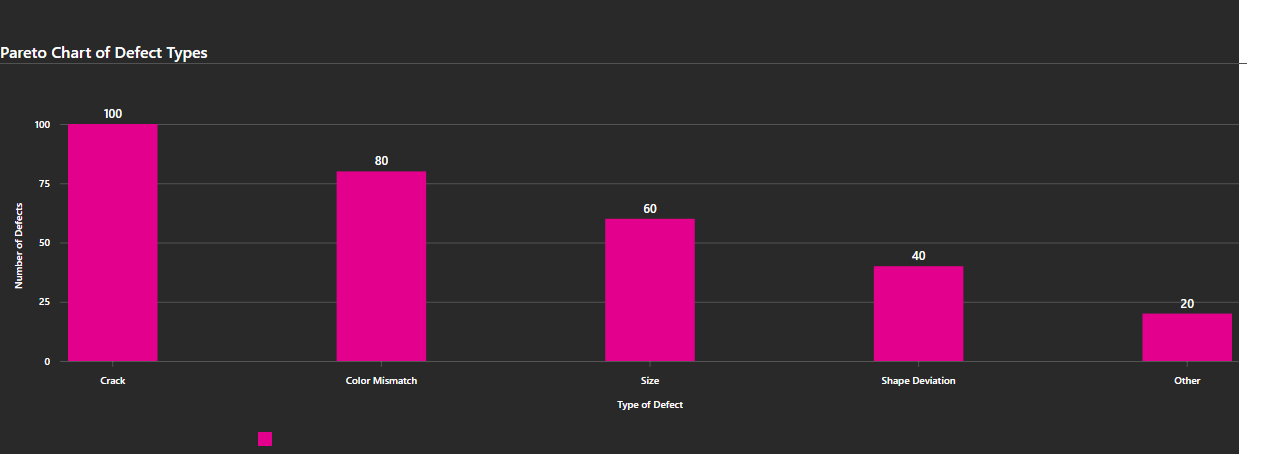 Pareto Chart of Defect Types
100
80
60
40
20
100
75
50
25
0
Number of Defects
Crack
Color Mismatch
Size
Shape Deviation
Other
Type of Defect